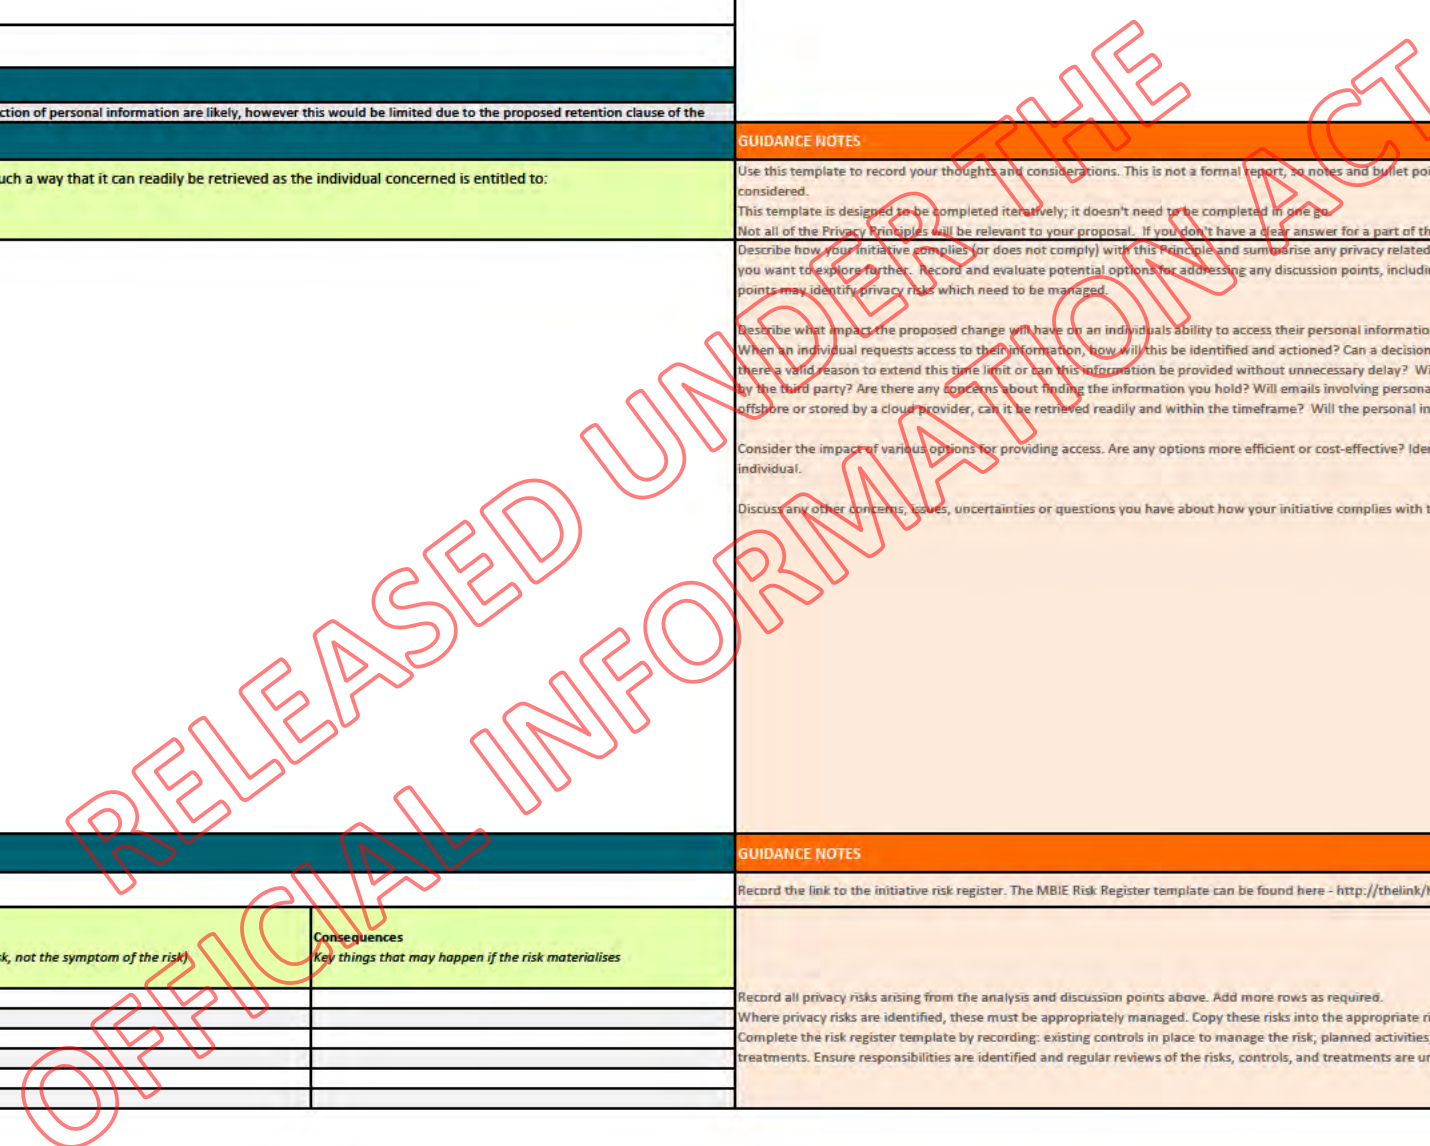 ction of personal information are likely, however this would be limited due to the proposed retention clause of the
uch a way that it can readily be retrieved as the individual concerned is entitled to:
GUIDANCE NOTES
Use this template to record your thoughts and considerations. This is not a formal report, so notes and bullet poi
considered.
This template is designed to be completed iteratively; it doesn't need to be completed in one go.
Not all of the Privacy Principles will be relevant to your proposal. If you don't have a clear answer for a part of th
Describe how your initiative complies (or does not comply) with this Principle and summarise any privacy related
you want to explore further. Record and evaluate potential options for addressing any discussion points, includin
points may identify privacy risks which need to be managed.
Describe what impact the proposed change will have on an individuals ability to access their personal informatio
When an individual requests access to their information, how will this be identified and actioned? Can a decision
there a valid reason to extend this time limit or can this information be provided without unnecessary delay? Wi
by the third party? Are there any concerns about finding the information you hold? Will emails involving persona
offshore or stored by a cloud provider, can it be retrieved readily and within the timeframe? Will the personal in
Consider the impact of various options for providing access. Are any options more efficient or cost-effective? Iden
individual.
Discuss any other concerns, issues, uncertainties or questions you have about how your initiative complies with t
GUIDANCE NOTES
Record the link to the initiative risk register. The MBIE Risk Register template can be found here - http://thelink/h
sk, not the symptom of the risk)
Consequences
Key things that may happen if the risk materialises
Record all privacy risks arising from the analysis and discussion points above. Add more rows as required.
Where privacy risks are identified, these must be appropriately managed. Copy these risks into the appropriate ri
Complete the risk register template by recording: existing controls in place to manage the risk; planned activities
treatments. Ensure responsibilities are identified and regular reviews of the risks, controls, and treatments are un
RELEASED UNDER THE
OFFICIAL INFORMATION ACT